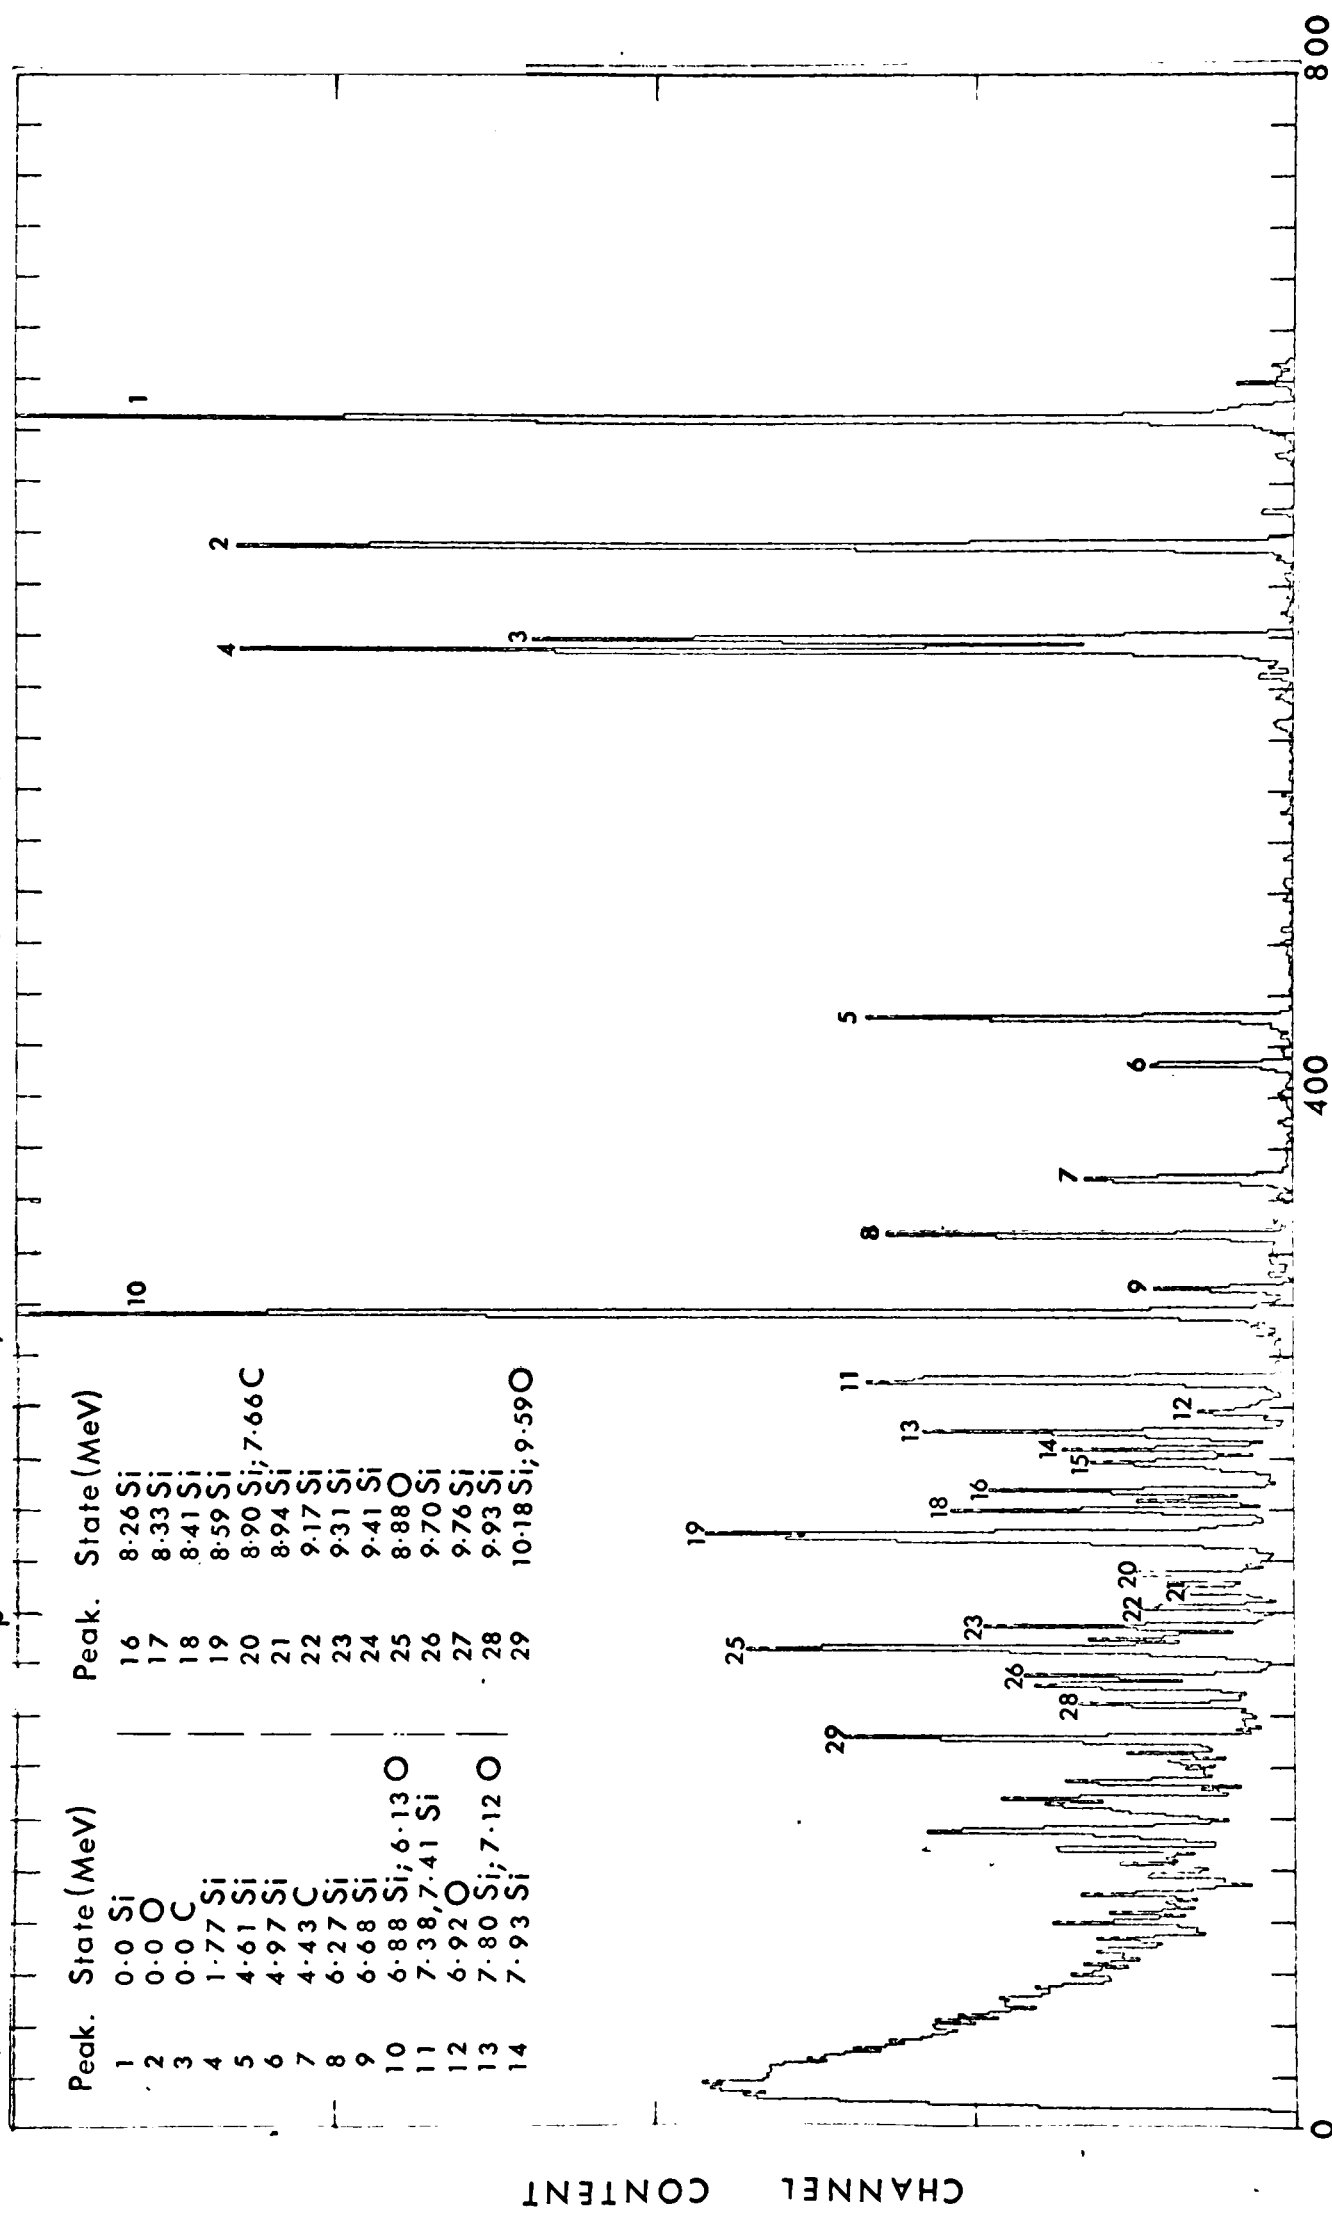 Peak. State (MeV)
1 0·0 Si
2 0·0 O
3 0·0 C
4 1·77 Si
5 4·61 Si
6 4·97 Si
7 4·43 C
8 6·27 Si
9 6·68 Si
10 6·88 Si; 6·13 O
11 7·38, 7·41 Si
12 6·92 O
13 7·80 Si; 7·12 O
14 7·93 Si
Peak. State (MeV)
16 8·26 Si
17 8·33 Si
18 8·41 Si
19 8·59 Si
20 8·90 Si; 7·66 C
21 8·94 Si
22 9·17 Si
23 9·31 Si
24 9·41 Si
25 8·88 O
26 9·70 Si
27 9·76 Si
28 9·93 Si
29 10·18 Si; 9·59 O
29
28
26
25
23
22
21
20
19
18
16
15
14
13
12
11
10
9
8
7
6
5
4
3
2
1
0
400
800
CHANNEL CONTENT